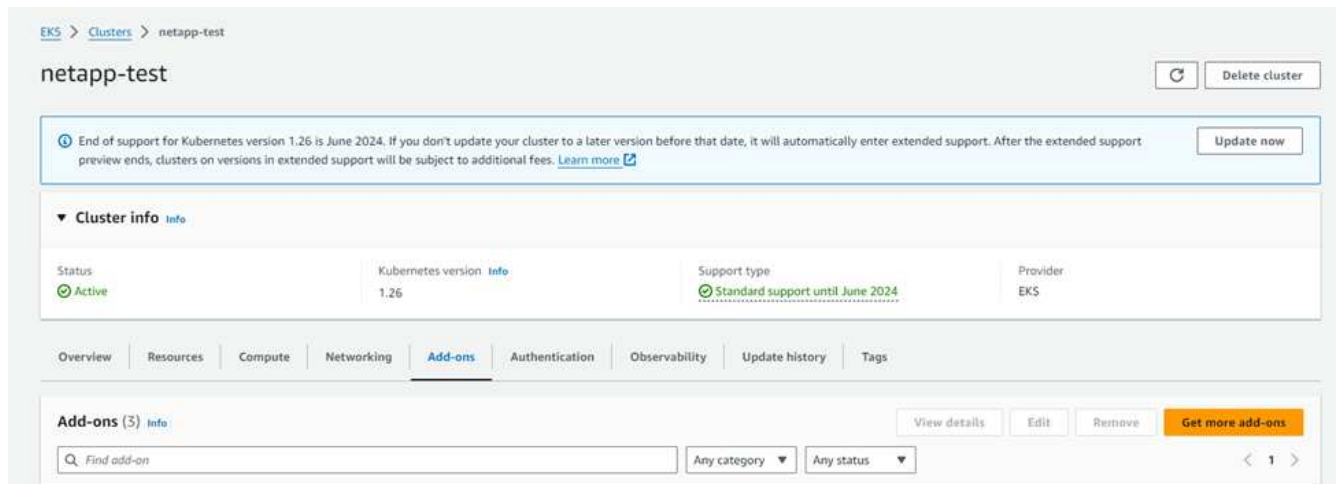 EKS > Clusters > netapp-test
netapp-test
Delete cluster
End of support for Kubernetes version 1.26 is June 2024. If you don't update your cluster to a later version before that date, it will automatically enter extended support. After the extended support
preview ends, clusters on versions in extended support will be subject to additional fees. Learn more
Update now
Cluster info Info
Status
Kubernetes version Info
Support type
Provider
Active
1.26
Standard support until June 2024
EKS
Overview
Resources
Compute
Networking
Add-ons
Authentication
Observability
Update history
Tags
Add-ons (3) Info
View details
Edit
Remove
Get more add-ons
Find add-on
Any category
Any status
< 1 >